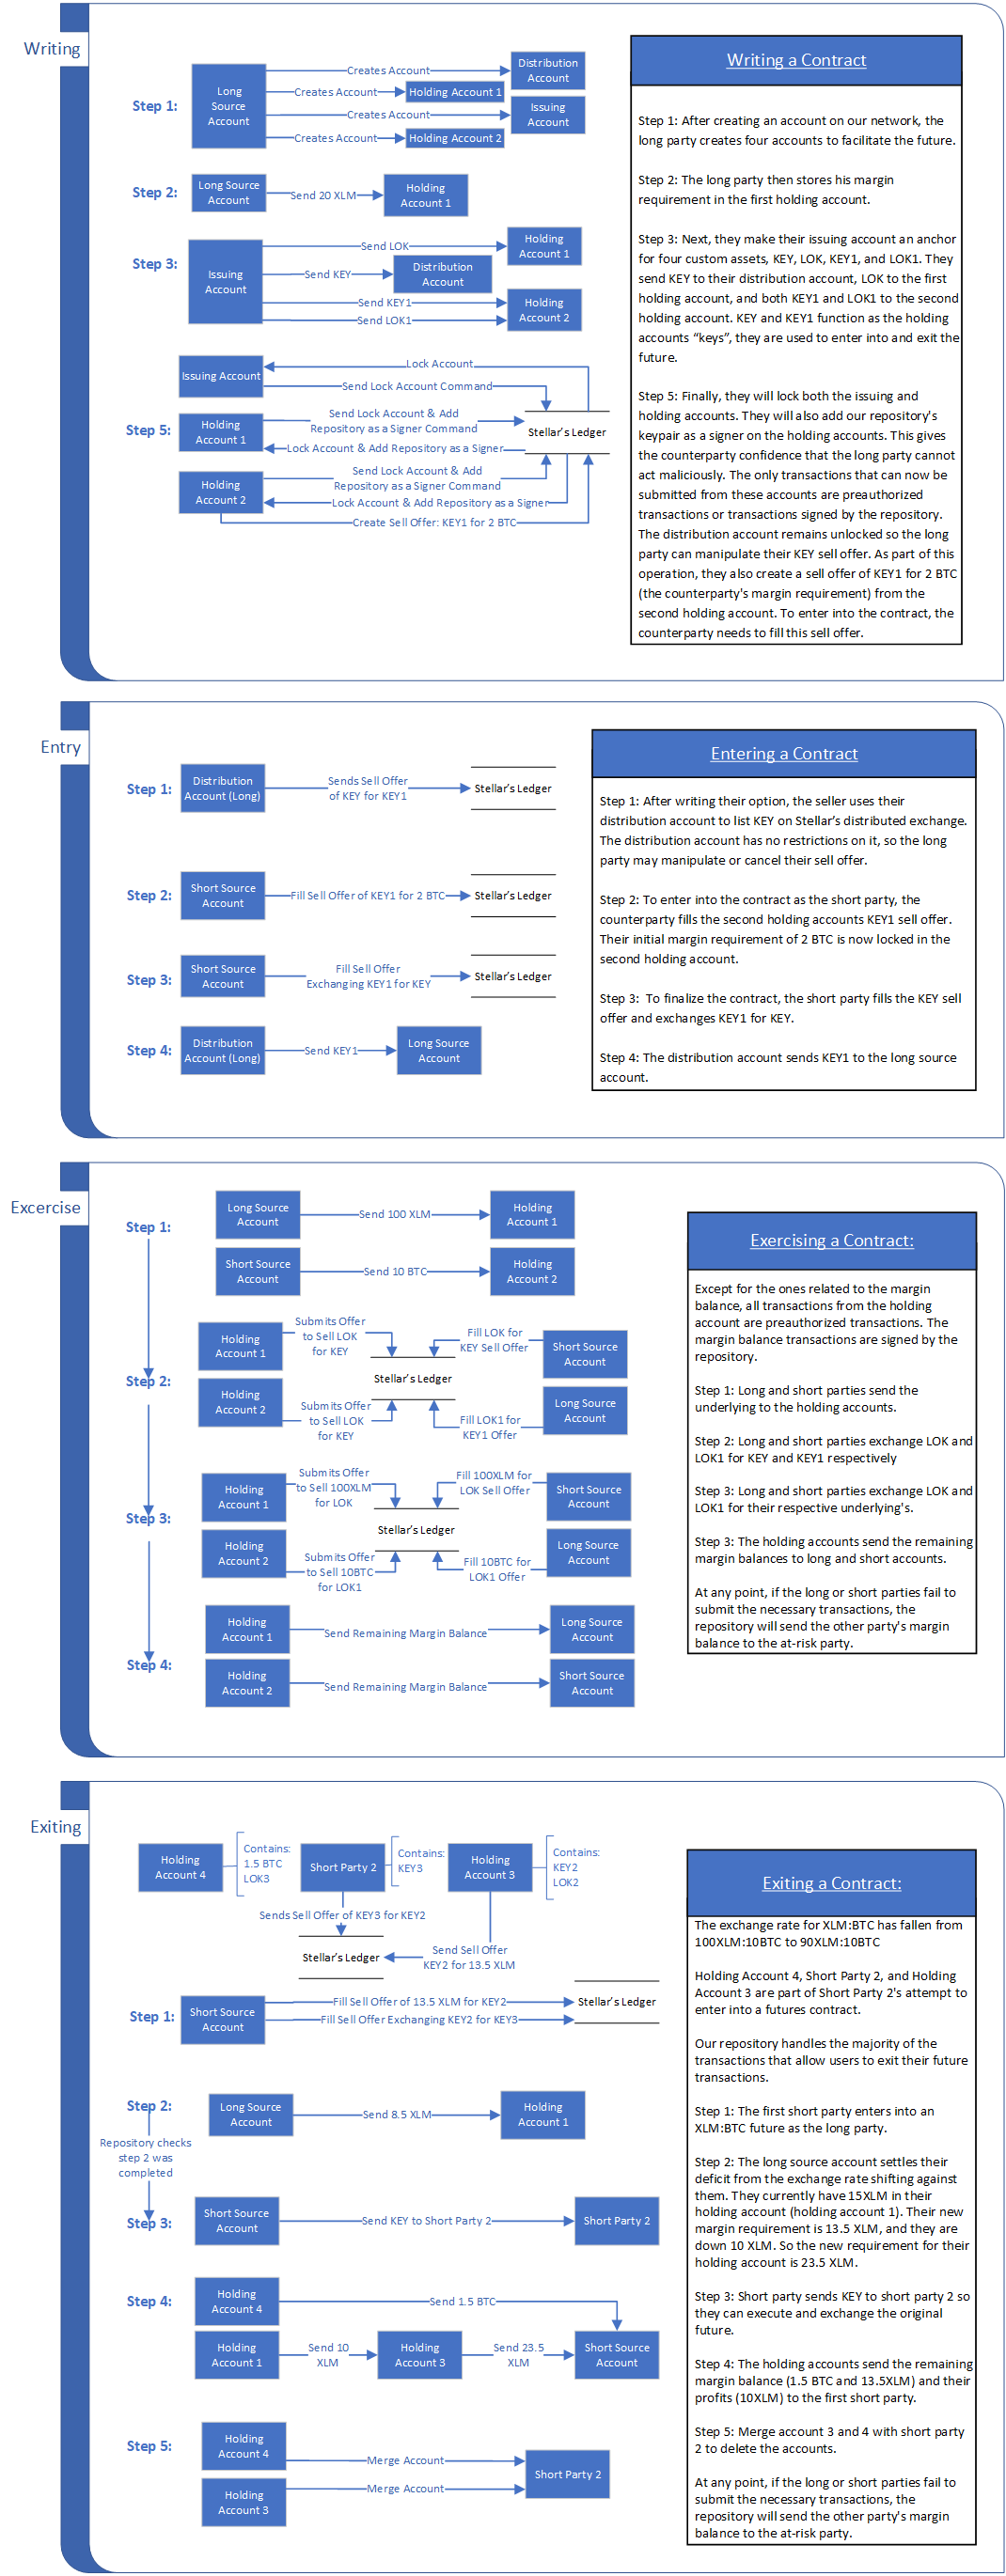 Writing
Step 1:
Long
Source
Account
Creates Account
Distribution
Account
Creates Account
Holding Account 1
Creates Account
Issuing
Account
Creates Account
Holding Account 2
Step 2:
Long Source
Account
Send 20 XLM
Holding
Account 1
Step 3:
Issuing
Account
Send LOK
Holding
Account 1
Send KEY
Distribution
Account
Send KEY1
Send LOK1
Holding
Account 2
Issuing Account
Lock Account
Send Lock Account Command
Step 5:
Holding
Account 1
Send Lock Account & Add
Repository as a Signer Command
Lock Account & Add Repository as a Signer
Stellar's Ledger
Holding
Account 2
Send Lock Account & Add
Repository as a Signer Command
Lock Account & Add Repository as a Signer
Create Sell Offer: KEY1 for 2 BTC
Writing a Contract
Step 1: After creating an account on our network, the
long party creates four accounts to facilitate the future.
Step 2: The long party then stores his margin
requirement in the first holding account.
Step 3: Next, they make their issuing account an anchor
for four custom assets, KEY, LOK, KEY1, and LOK1. They
send KEY to their distribution account, LOK to the first
holding account, and both KEY1 and LOK1 to the second
holding account. KEY and KEY1 function as the holding
accounts “keys”, they are used to enter into and exit the
future.
Step 5: Finally, they will lock both the issuing and
holding accounts. They will also add our repository's
keypair as a signer on the holding accounts. This gives
the counterparty confidence that the long party cannot
act maliciously. The only transactions that can now be
submitted from these accounts are preauthorized
transactions or transactions signed by the repository.
The distribution account remains unlocked so the long
party can manipulate their KEY sell offer. As part of this
operation, they also create a sell offer of KEY1 for 2 BTC
(the counterparty's margin requirement) from the
second holding account. To enter into the contract, the
counterparty needs to fill this sell offer.
Entry
Step 1:
Distribution
Account (Long)
Sends Sell Offer
of KEY for KEY1
Stellar's Ledger
Step 2:
Short Source
Account
Fill Sell Offer of KEY1 for 2 BTC
Stellar's Ledger
Step 3:
Short Source
Account
Fill Sell Offer
Exchanging KEY1 for KEY
Stellar's Ledger
Step 4:
Distribution
Account (Long)
Send KEY1
Long Source
Account
Entering a Contract
Step 1: After writing their option, the seller uses their
distribution account to list KEY on Stellar’s distributed exchange.
The distribution account has no restrictions on it, so the long
party may manipulate or cancel their sell offer.
Step 2: To enter into the contract as the short party, the
counterparty fills the second holding accounts KEY1 sell offer.
Their initial margin requirement of 2 BTC is now locked in the
second holding account.
Step 3:  To finalize the contract, the short party fills the KEY sell
offer and exchanges KEY1 for KEY.
Step 4: The distribution account sends KEY1 to the long source
account.
Excercise
Step 1:
Long Source
Account
Send 100 XLM
Holding
Account 1
Short Source
Account
Send 10 BTC
Holding
Account 2
Step 2:
Holding
Account 1
Submits Offer
to Sell LOK
for KEY
Fill LOK for
KEY Sell Offer
Short Source
Account
Stellar's Ledger
Holding
Account 2
Submits Offer
to Sell LOK
for KEY
Fill LOK1 for
KEY1 Offer
Long Source
Account
Step 3:
Holding
Account 1
Submits Offer
to Sell 100XLM
for LOK
Fill 100XLM for
LOK Sell Offer
Short Source
Account
Stellar's Ledger
Holding
Account 2
Submits Offer
to Sell 10BTC
for LOK1
Fill 10BTC for
LOK1 Offer
Long Source
Account
Step 4:
Holding
Account 1
Send Remaining Margin Balance
Long Source
Account
Holding
Account 2
Send Remaining Margin Balance
Short Source
Account
Exercising a Contract:
Except for the ones related to the margin
balance, all transactions from the holding
account are preauthorized transactions. The
margin balance transactions are signed by the
repository.
Step 1: Long and short parties send the
underlying to the holding accounts.
Step 2: Long and short parties exchange LOK and
LOK1 for KEY and KEY1 respectively
Step 3: Long and short parties exchange LOK and
LOK1 for their respective underlying's.
Step 3: The holding accounts send the remaining
margin balances to long and short accounts.
At any point, if the long or short parties fail to
submit the necessary transactions, the
repository will send the other party's margin
balance to the at-risk party.
Exiting
Holding
Account 4
Contains:
1.5 BTC
LOK3
Short Party 2
Contains:
KEY3
Holding
Account 3
Contains:
KEY2
LOK2
Sends Sell Offer of KEY3 for KEY2
Stellar's Ledger
Send Sell Offer
KEY2 for 13.5 XLM
Step 1:
Short Source
Account
Fill Sell Offer of 13.5 XLM for KEY2
Fill Sell Offer Exchanging KEY2 for KEY3
Stellar's Ledger
Step 2:
Long Source
Account
Send 8.5 XLM
Holding
Account 1
Repository checks
step 2 was
completed
Step 3:
Short Source
Account
Send KEY to Short Party 2
Short Party 2
Step 4:
Holding
Account 4
Send 1.5 BTC
Holding
Account 1
Send 10
XLM
Holding
Account 3
Send 23.5
XLM
Short Source
Account
Step 5:
Holding
Account 4
Merge Account
Holding
Account 3
Merge Account
Short Party 2
Exiting a Contract:
The exchange rate for XLM:BTC has fallen from
100XLM:10BTC to 90XLM:10BTC
Holding Account 4, Short Party 2, and Holding
Account 3 are part of Short Party 2's attempt to
enter into a futures contract.
Our repository handles the majority of the
transactions that allow users to exit their future
transactions.
Step 1: The first short party enters into an
XLM:BTC future as the long party.
Step 2: The long source account settles their
deficit from the exchange rate shifting against
them. They currently have 15XLM in their
holding account (holding account 1). Their new
margin requirement is 13.5 XLM, and they are
down 10 XLM. So the new requirement for their
holding account is 23.5 XLM.
Step 3: Short party sends KEY to short party 2 so
they can execute and exchange the original
future.
Step 4: The holding accounts send the remaining
margin balance (1.5 BTC and 13.5XLM) and their
profits (10XLM) to the first short party.
Step 5: Merge account 3 and 4 with short party
2 to delete the accounts.
At any point, if the long or short parties fail to
submit the necessary transactions, the
repository will send the other party's margin
balance to the at-risk party.